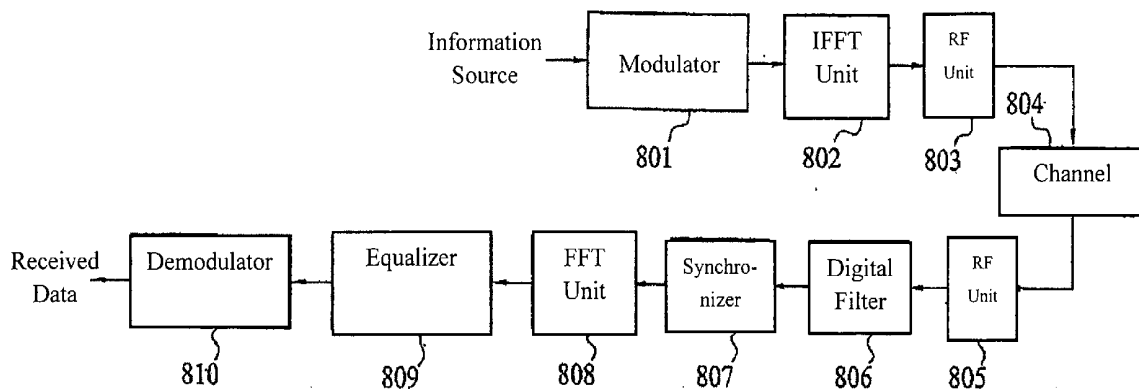 Information
Source
Modulator
IFFT
Unit
RF
Unit
801
802
803
804
Channel
Received
Data
Demodulator
Equalizer
FFT
Unit
Synchro-
nizer
Digital
Filter
RF
Unit
810
809
808
807
806
805